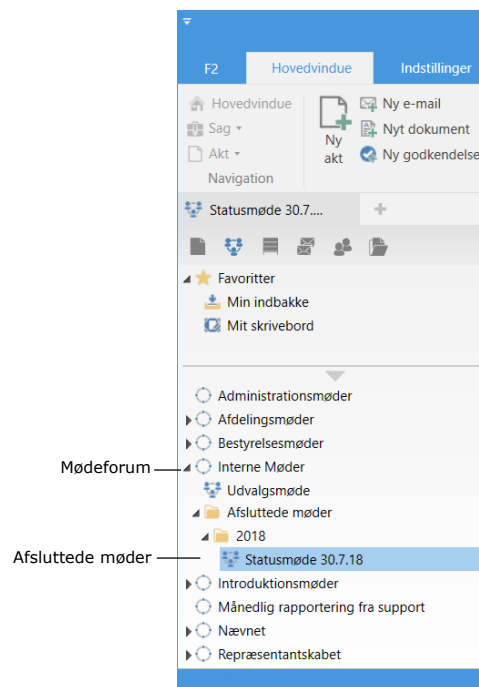 F2 Hovedvindue Indstillinger
Hovedvindue
Sag
Akt
Navigation
Ny
akt
Ny e-mail
Nyt dokument
Ny godkendelse
Statusmøde 30.7.... +
Favoritter
Min indbakke
Mit skrivebord
Administrationsmøder
Afdelingsmøder
Bestyrelsesmøder
Mødeforum
Interne Møder
Udvalgsmøde
Afsluttede møder
2018
Afsluttede møder
Statusmøde 30.7.18
Introduktionsmøder
Månedlig rapportering fra support
Nævnet
Repræsentantskabet